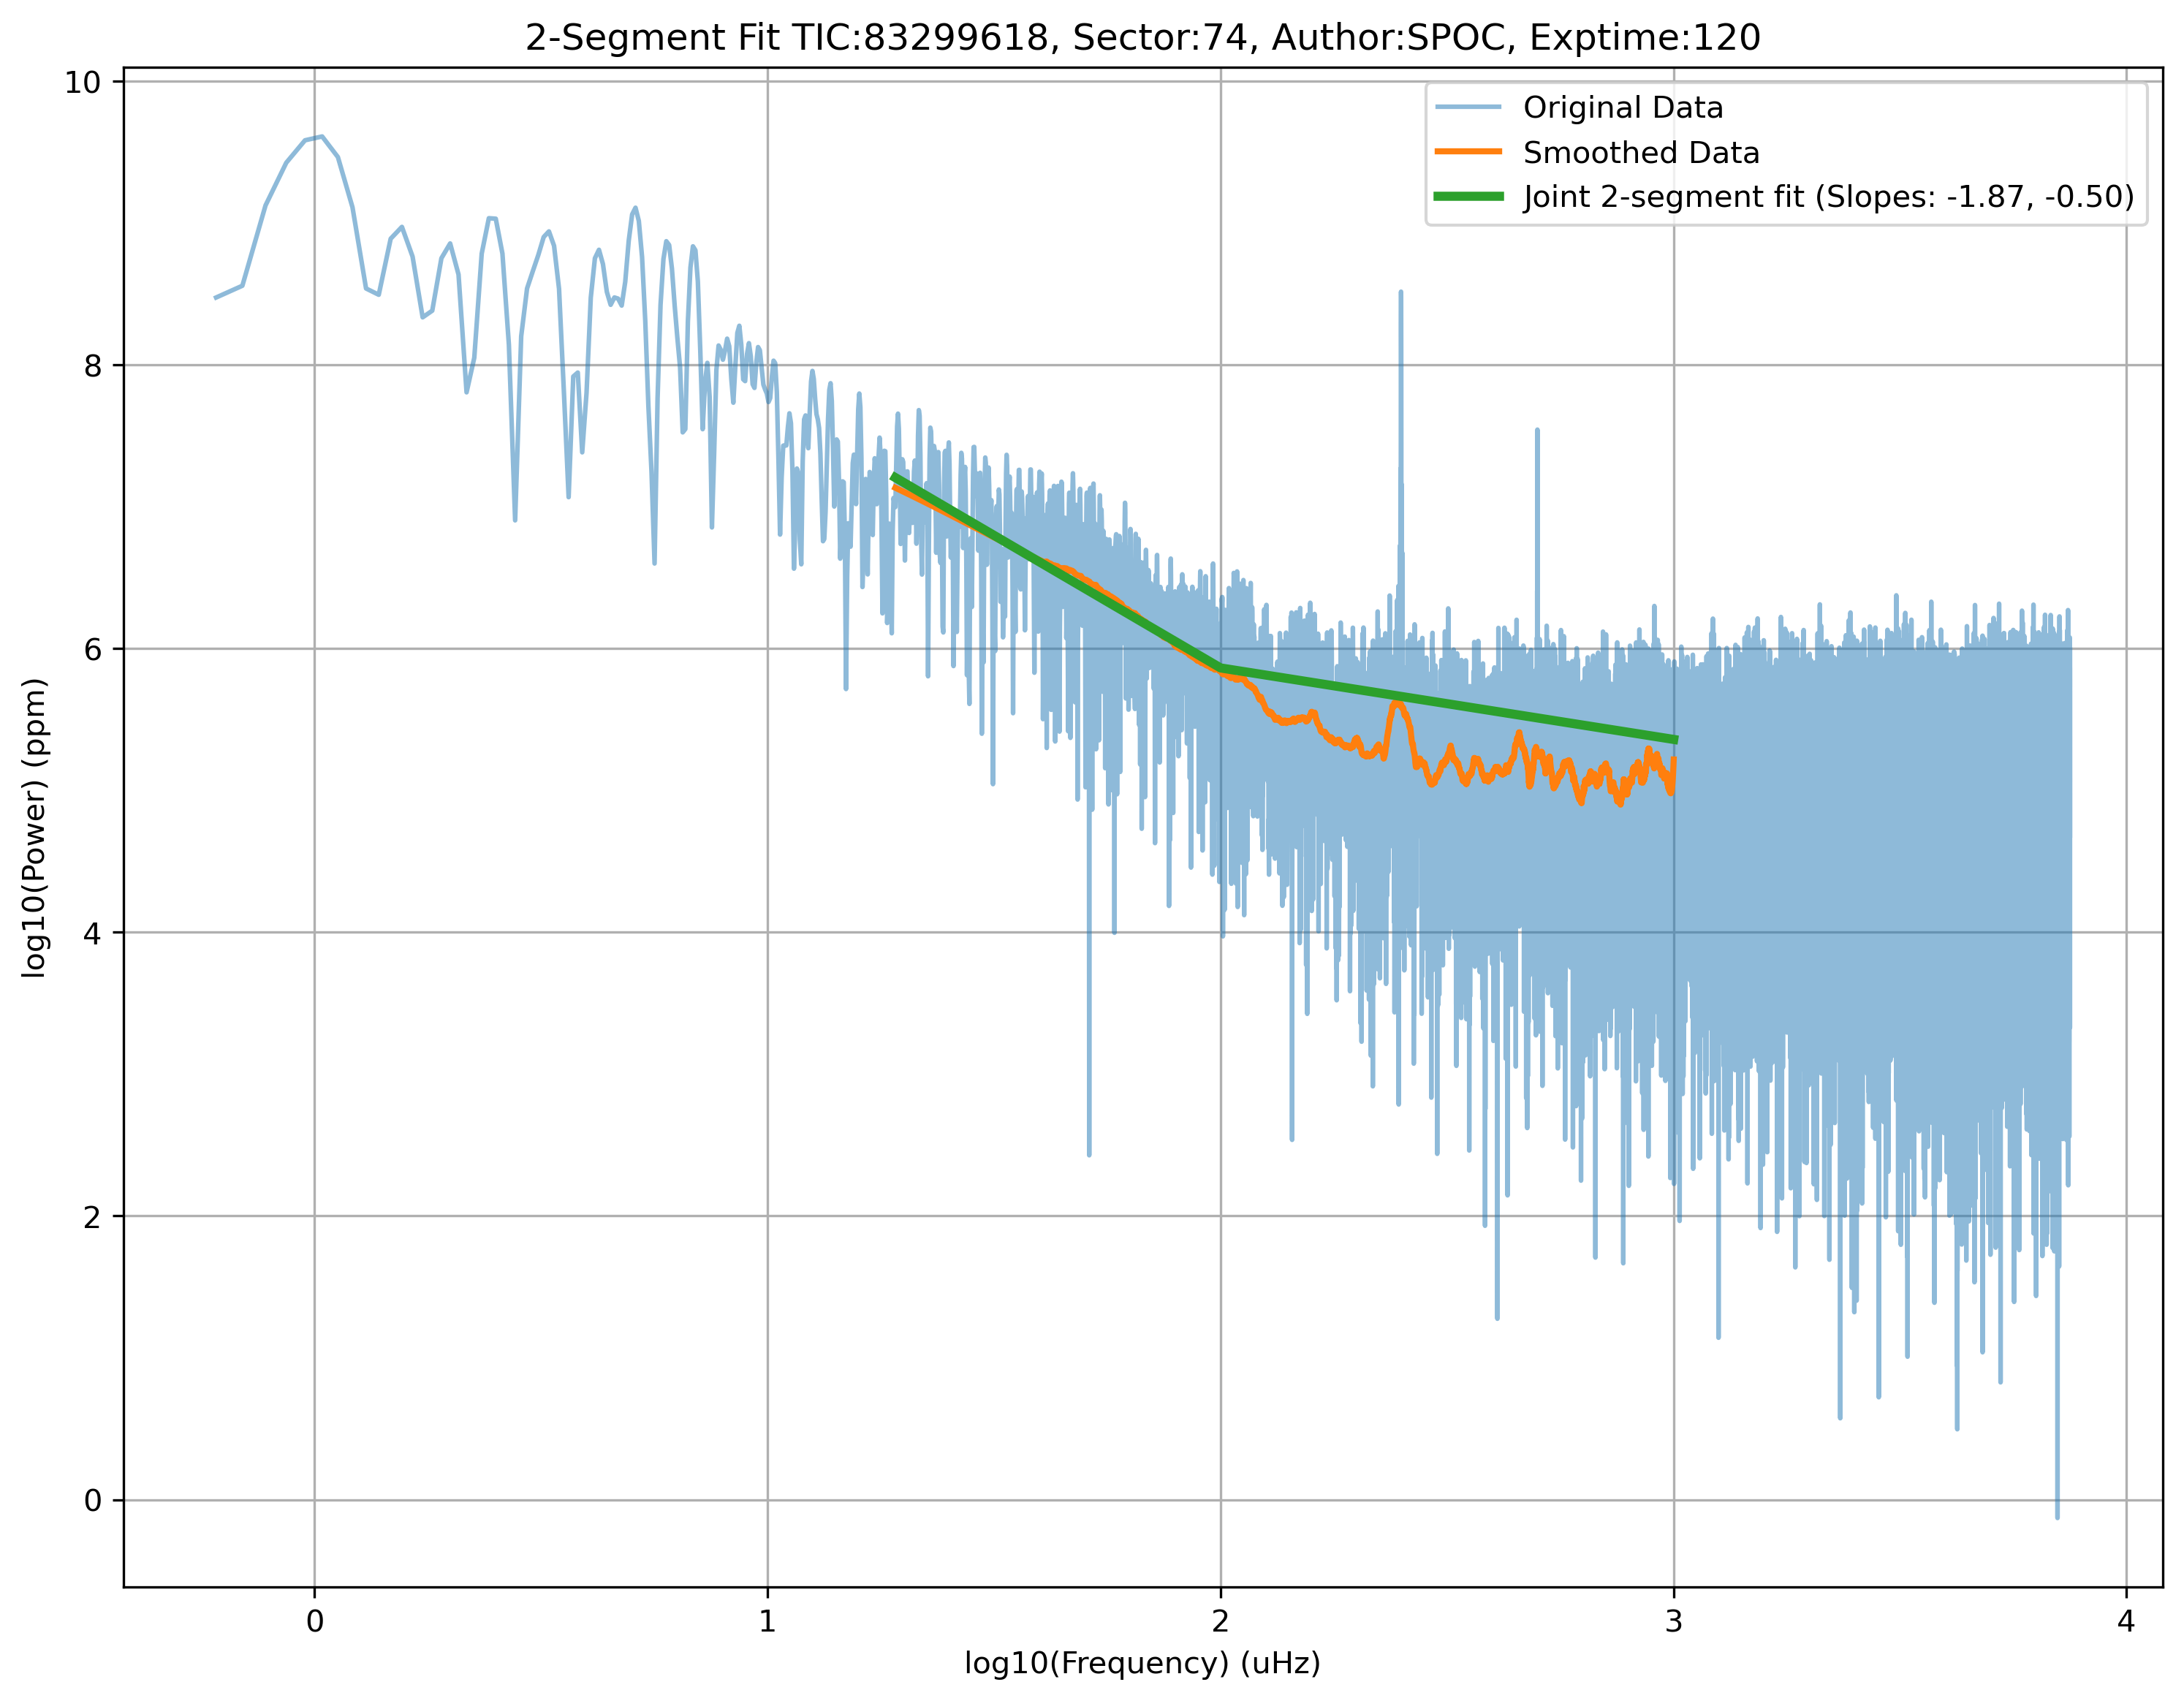 2-Segment Fit TIC:83299618, Sector:74, Author:SPOC, Exptime:120
Original Data
Smoothed Data
Joint 2-segment fit (Slopes: -1.87, -0.50)
log10(Power) (ppm)
10
8
6
4
2
0
0 1 2 3 4
log10(Frequency) (uHz)